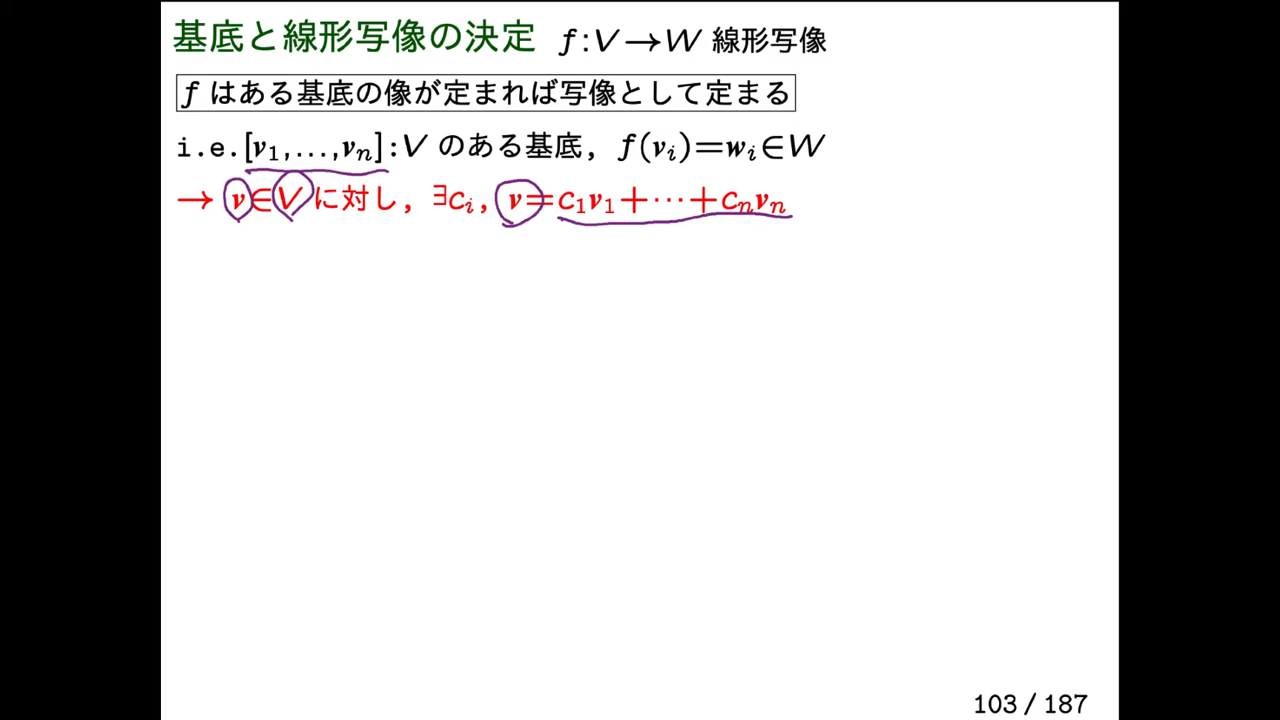 基底と線形写像の決定 f:V→W 線形写像
f はある基底の像が定まれば写像として定まる
i.e.[v₁,…,vₙ]:V のある基底, f(vᵢ)=wᵢ∈W
→ v∈V に対し, ∃cᵢ, v=c₁v₁+⋯+cₙvₙ
103 / 187